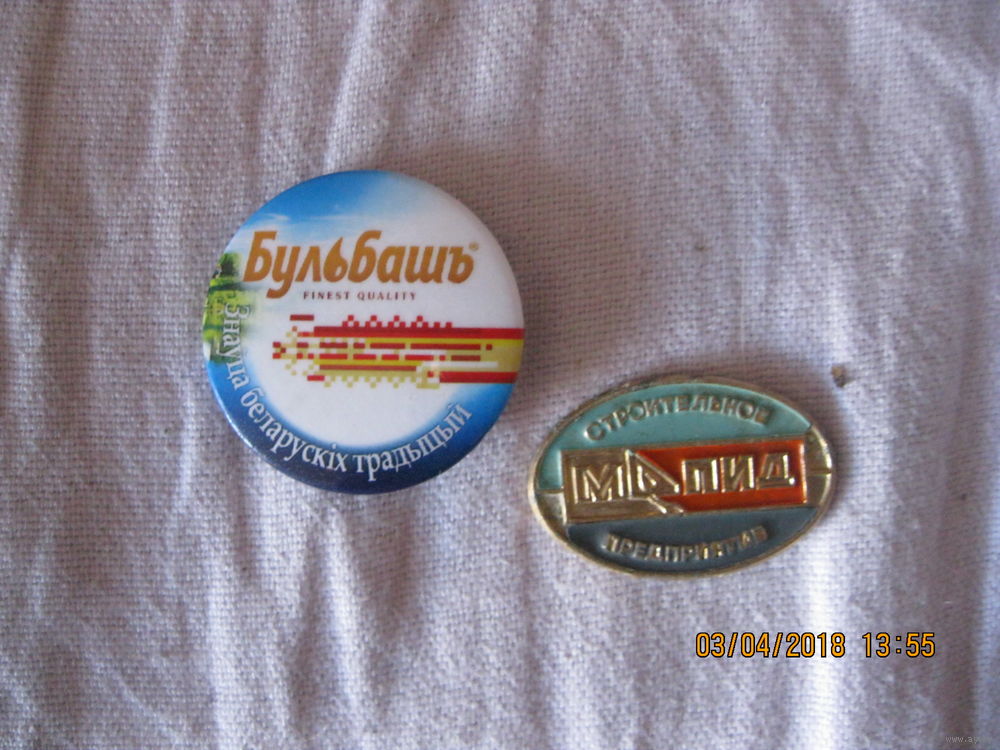 Бульбашъ®
FINEST QUALITY
Знаўца беларускіх традыцый
СТРОИТЕЛЬНОЕ
МАПИД
ПРЕДПРИЯТИЕ
03/04/2018 13:55